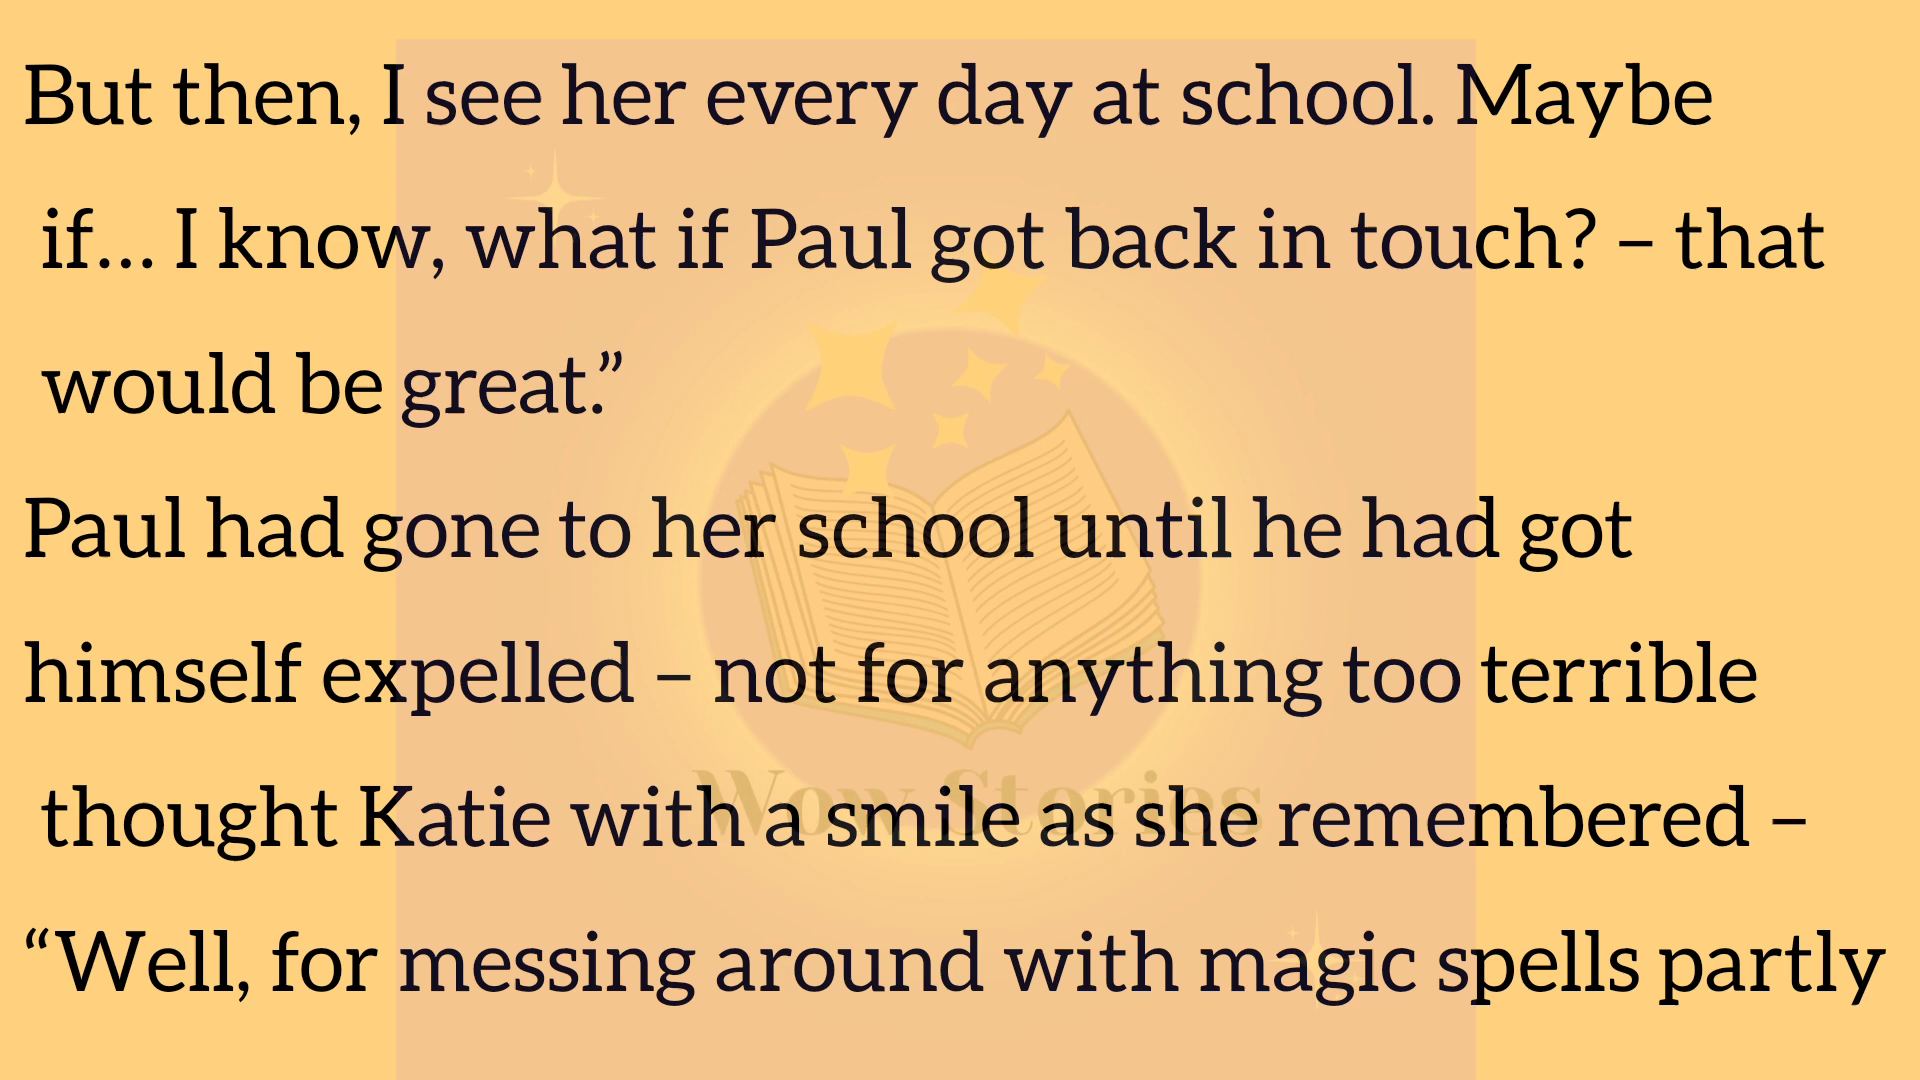 But then, I see her every day at school. Maybe
if… I know, what if Paul got back in touch? – that
would be great.”
Paul had gone to her school until he had got
himself expelled – not for anything too terrible
thought Katie with a smile as she remembered –
“Well, for messing around with magic spells partly
Wow Stories